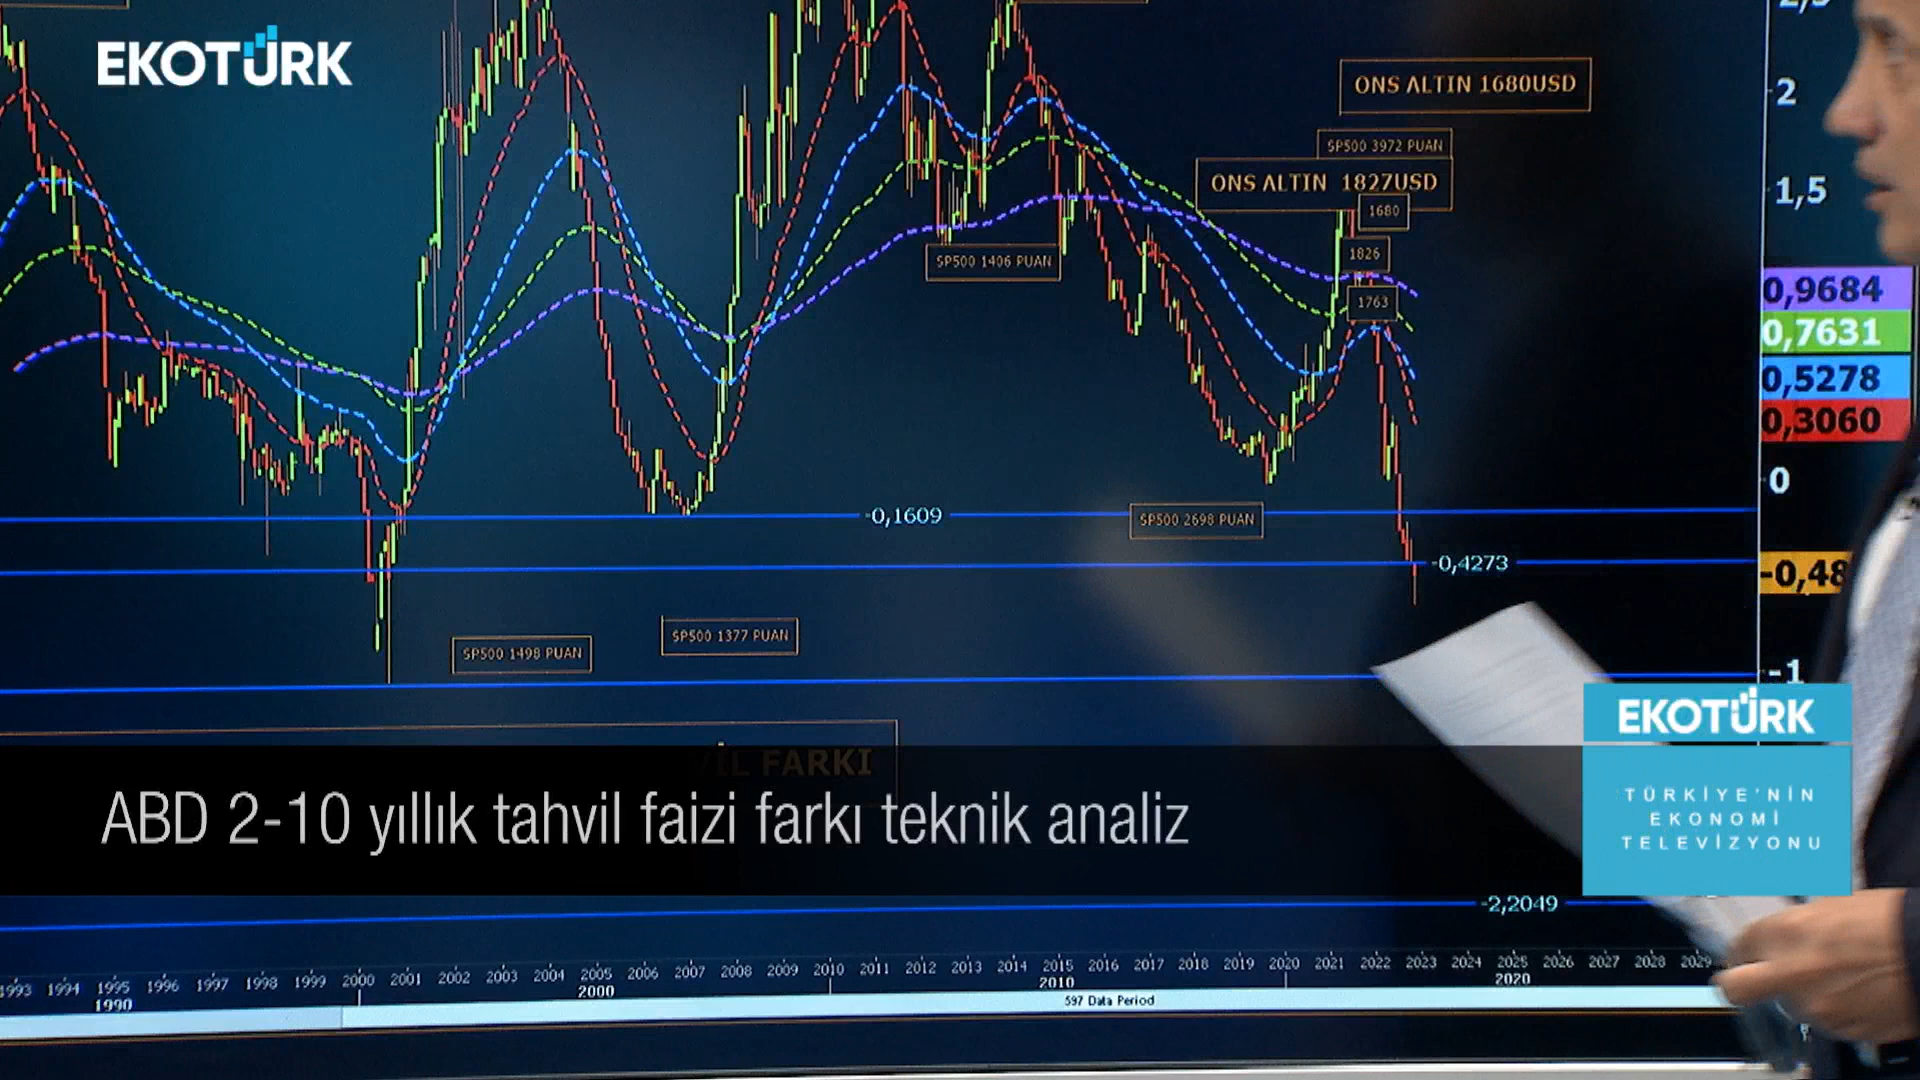 EKOTÜRK
ONS ALTIN 1680USD
SP500 3972 PUAN
ONS ALTIN 1827USD
1680
1826
1763
SP500 1406 PUAN
2
1,5
0,9684
0,7631
0,5278
0,3060
0
-0,1609
SP500 2698 PUAN
-0,4273
-0,48
SP500 1377 PUAN
SP500 1498 PUAN
-1
EKOTÜRK
FARKI
ABD 2-10 yıllık tahvil faizi farkı teknik analiz
TÜRKİYE'NİN
EKONOMİ
TELEVİZYONU
-2,2049
1993 1994 1995 1996 1997 1998 1999 2000 2001 2002 2003 2004 2005 2006 2007 2008 2009 2010 2011 2012 2013 2014 2015 2016 2017 2018 2019 2020 2021 2022 2023 2024 2025 2026 2027 2028 2029
1990 2000 2010 2020
597 Data Period